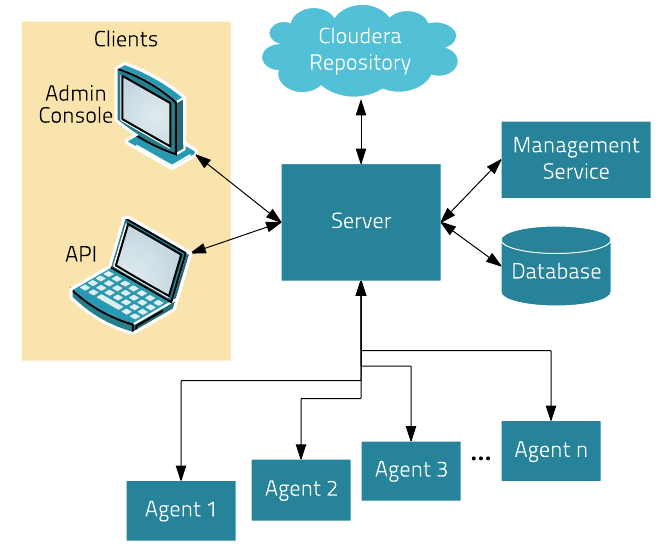 Clients
Admin
Console
API
Cloudera
Repository
Server
Management
Service
Database
Agent 1
Agent 2
Agent 3
...
Agent n